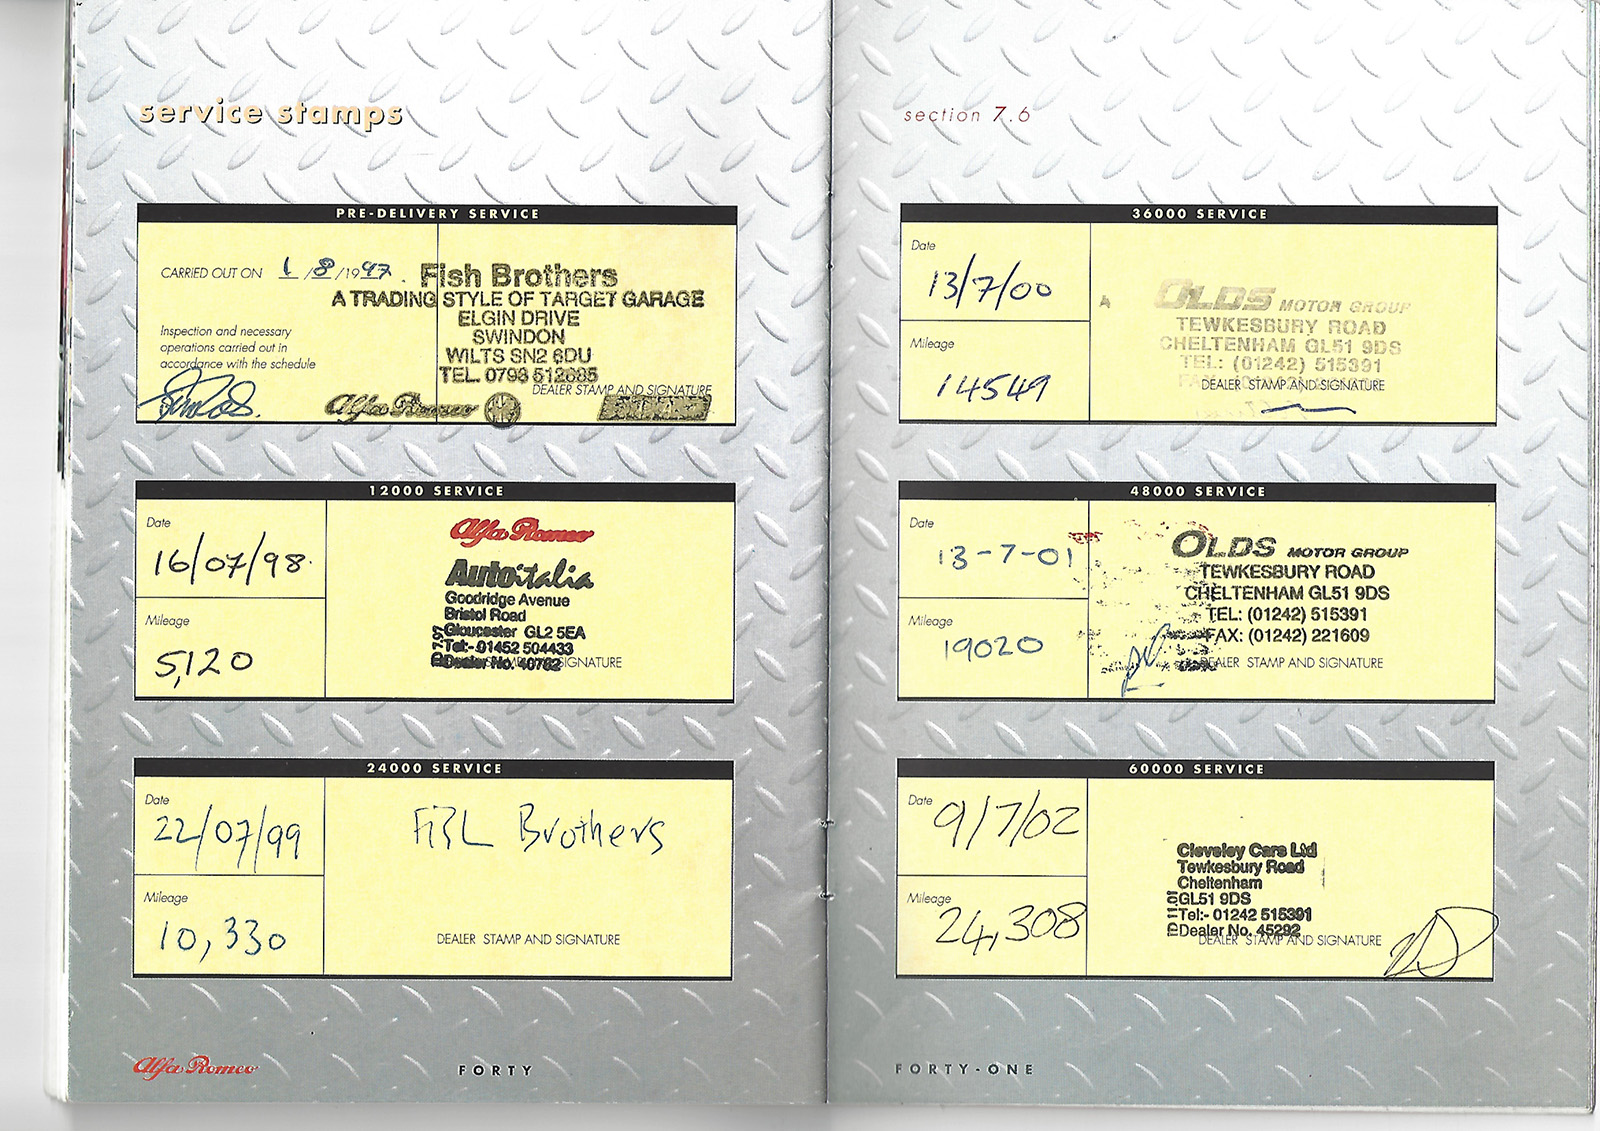 service stamps
PRE-DELIVERY SERVICE
CARRIED OUT ON 1/8/1997.
Inspection and necessary
operations carried out in
accordance with the schedule
Fish Brothers
A TRADING STYLE OF TARGET GARAGE
ELGIN DRIVE
SWINDON
WILTS SN2 6DU
TEL. 0793 512685
DEALER STAMP AND SIGNATURE
Alfa Romeo
12000 SERVICE
Date
16/07/98.
Mileage
5,120
Alfa Romeo
Autoitalia
Goodridge Avenue
Bristol Road
Gloucester GL2 5EA
Tel:- 01452 504433
Dealer No. 40782
SIGNATURE
24000 SERVICE
Date
22/07/99
Mileage
10,330
Brothers
DEALER STAMP AND SIGNATURE
Alfa Romeo
FORTY
section 7.6
36000 SERVICE
Date
13/7/00
Mileage
14549
OLDS MOTOR GROUP
TEWKESBURY ROAD
CHELTENHAM GL51 9DS
TEL: (01242) 515391
DEALER STAMP AND SIGNATURE
48000 SERVICE
Date
13-7-01
Mileage
19020
OLDS MOTOR GROUP
TEWKESBURY ROAD
CHELTENHAM GL51 9DS
TEL: (01242) 515391
FAX: (01242) 221609
DEALER STAMP AND SIGNATURE
60000 SERVICE
Date
9/7/02
Mileage
24,308
Cleveley Cars Ltd
Tewkesbury Road
Cheltenham
GL51 9DS
Tel:- 01242 515391
Dealer No. 45292
DEALER STAMP AND SIGNATURE
FORTY-ONE